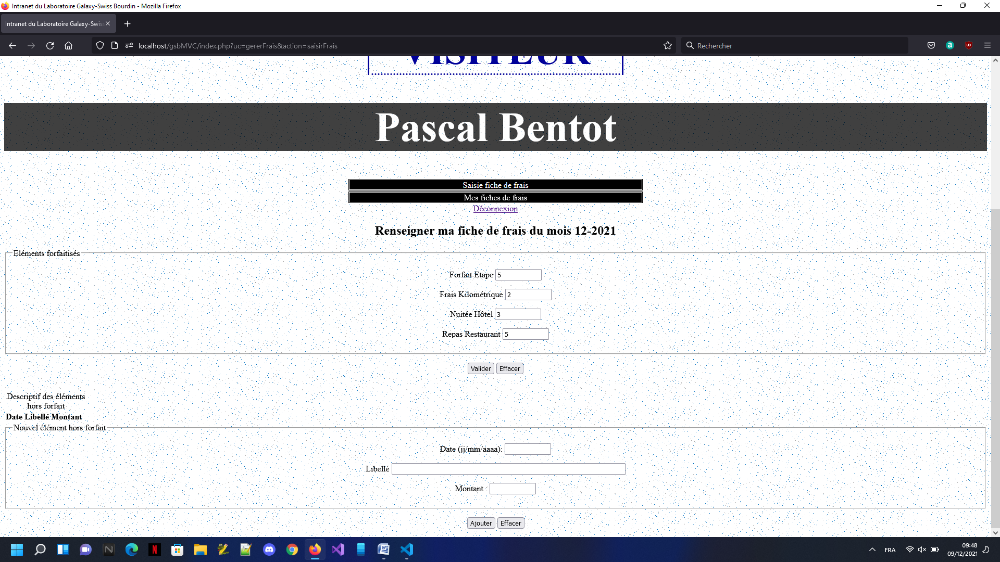 Intranet du Laboratoire Galaxy-Swiss Bourdin - Mozilla Firefox
Intranet du Laboratoire Galaxy-Swis
localhost/gsbMVC/index.php?uc=gererFrais&action=saisirFrais
Rechercher
VISITEUR
Pascal Bentot
Saisie fiche de frais
Mes fiches de frais
Déconnexion
Renseigner ma fiche de frais du mois 12-2021
Eléments forfaitisés
Forfait Etape 5
Frais Kilométrique 2
Nuitée Hôtel 3
Repas Restaurant 5
Valider Effacer
Descriptif des éléments
hors forfait
Date Libellé Montant
Nouvel élément hors forfait
Date (jj/mm/aaaa):
Libellé
Montant :
Ajouter Effacer
FRA
09:48
09/12/2021